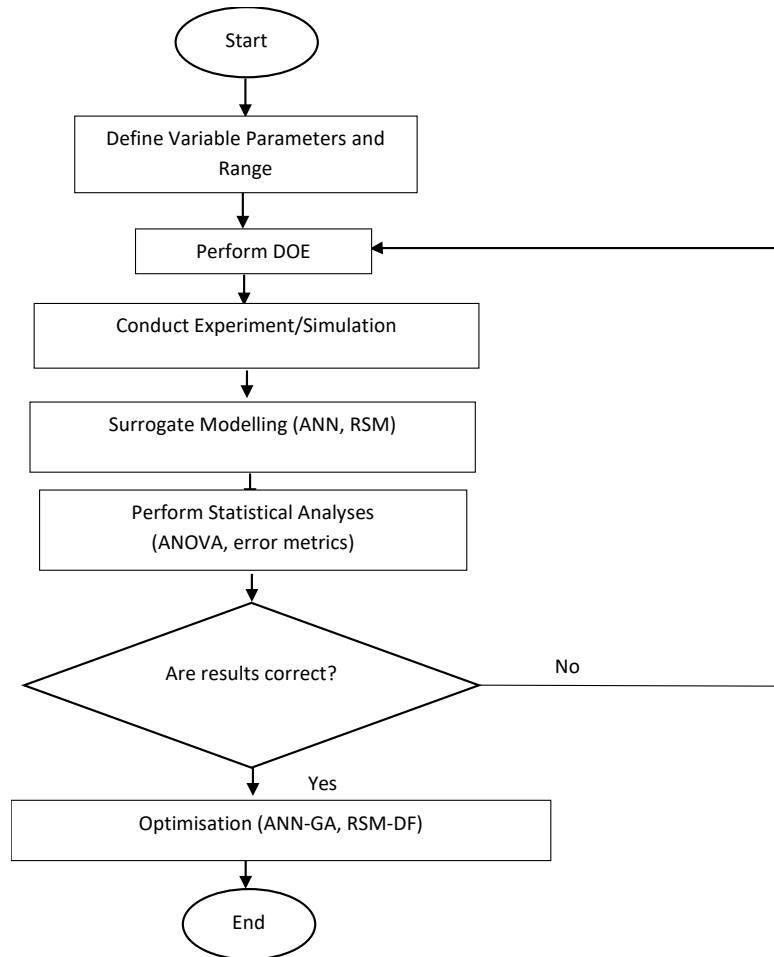 Start
Define Variable Parameters and
Range
Perform DOE
Conduct Experiment/Simulation
Surrogate Modelling (ANN, RSM)
Perform Statistical Analyses
(ANOVA, error metrics)
Are results correct?
No
Yes
Optimisation (ANN-GA, RSM-DF)
End